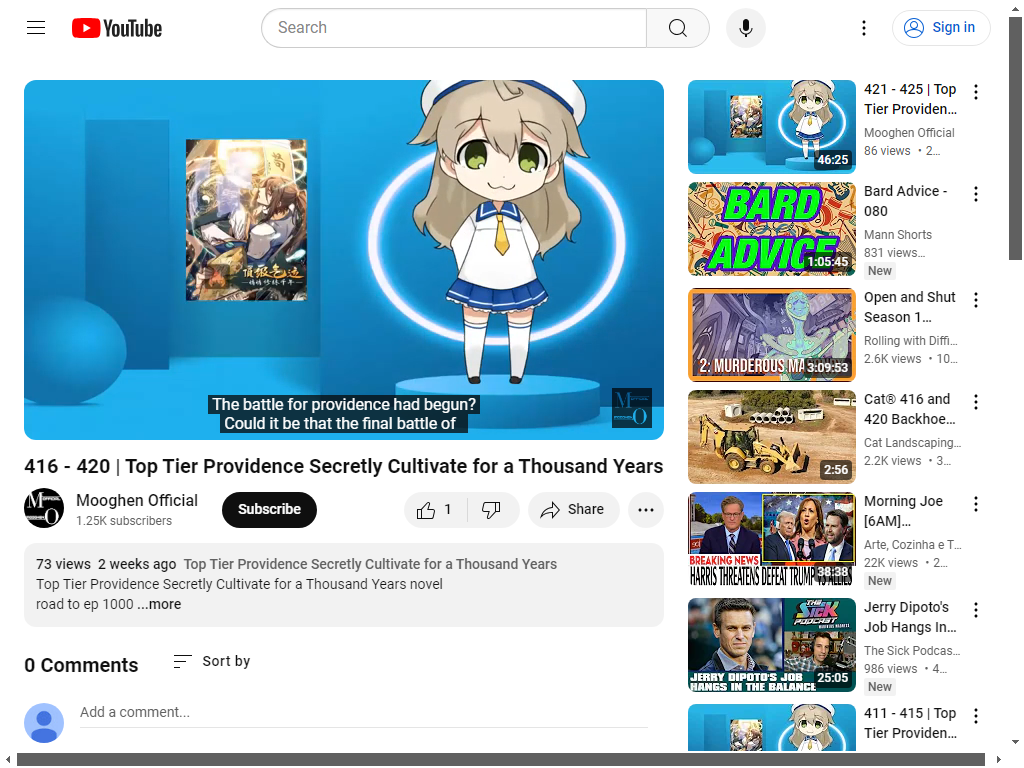 YouTube
Search
Sign in
The battle for providence had begun?
Could it be that the final battle of
416 - 420 | Top Tier Providence Secretly Cultivate for a Thousand Years
Mooghen Official
1.25K subscribers
Subscribe
1
Share
73 views 2 weeks ago Top Tier Providence Secretly Cultivate for a Thousand Years
Top Tier Providence Secretly Cultivate for a Thousand Years novel
road to ep 1000 ...more
0 Comments
Sort by
Add a comment...
46:25
421 - 425 | Top
Tier Providen...
Mooghen Official
86 views • 2...
BARD
ADVICE
1:05:45
Bard Advice -
080
Mann Shorts
831 views...
New
2: MURDEROUS MA
3:09:53
Open and Shut
Season 1...
Rolling with Diffi...
2.6K views • 10...
2:56
Cat® 416 and
420 Backhoe...
Cat Landscaping...
2.2K views • 3...
BREAKING NEWS
HARRIS THREATENS DEFEAT TRUMP VS ALLIES
38:38
Morning Joe
[6AM]...
Arte, Cozinha e T...
22K views • 2...
New
THE
SICK
PODCAST
JERRY DIPOTO'S JOB
HANGS IN THE BALANCE
25:05
Jerry Dipoto's
Job Hangs In...
The Sick Podcas...
986 views • 4...
New
411 - 415 | Top
Tier Providen...